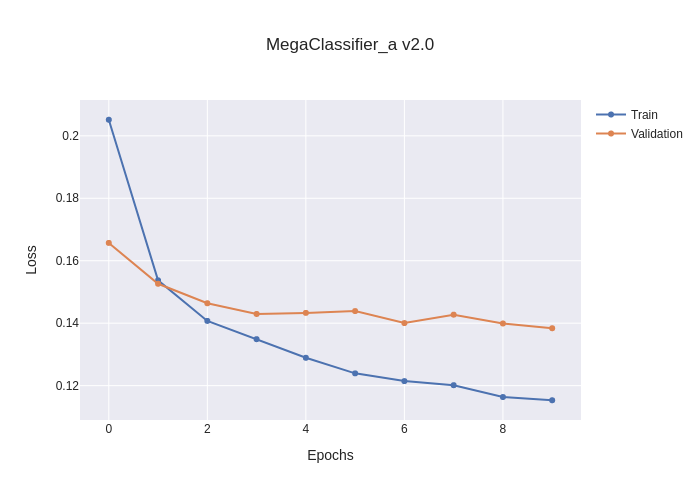 MegaClassifier_a v2.0
Train
Validation
0.2
0.18
0.16
0.14
0.12
Loss
0 2 4 6 8
Epochs